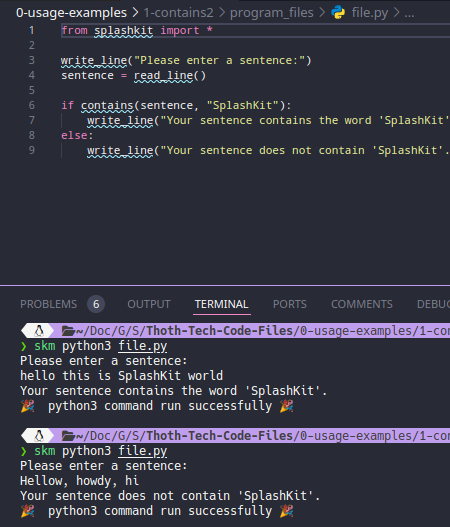 0-usage-examples > 1-contains2 > program_files > file.py > ...
1 from splashkit import *
2
3 write_line("Please enter a sentence:")
4 sentence = read_line()
5
6 if contains(sentence, "SplashKit"):
7 write_line("Your sentence contains the word 'SplashKit'
8 else:
9 write_line("Your sentence does not contain 'SplashKit'.
PROBLEMS 6 OUTPUT TERMINAL PORTS COMMENTS DEBUG
~/Doc/G/S/Thoth-Tech-Code-Files/0-usage-examples/1-con
❯ skm python3 file.py
Please enter a sentence:
hello this is SplashKit world
Your sentence contains the word 'SplashKit'.
🎉 python3 command run successfully 🎉
~/Doc/G/S/Thoth-Tech-Code-Files/0-usage-examples/1-con
❯ skm python3 file.py
Please enter a sentence:
Hellow, howdy, hi
Your sentence does not contain 'SplashKit'.
🎉 python3 command run successfully 🎉